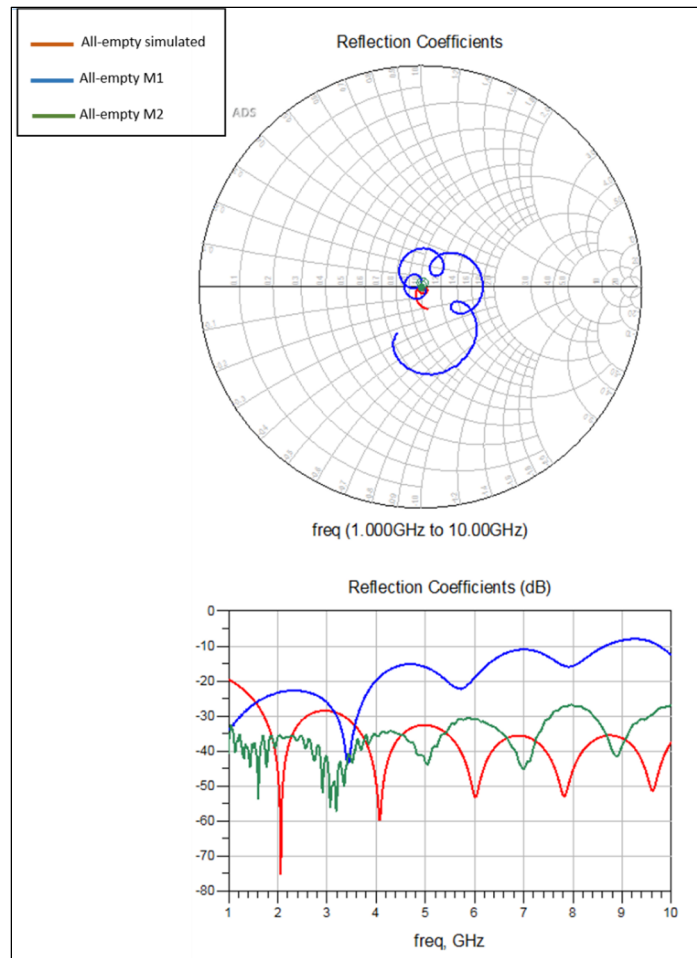 All-empty simulated
All-empty M1
All-empty M2
Reflection Coefficients
ADS
freq (1.000GHz to 10.00GHz)
Reflection Coefficients (dB)
0
-10
-20
-30
-40
-50
-60
-70
-80
1 2 3 4 5 6 7 8 9 10
freq, GHz